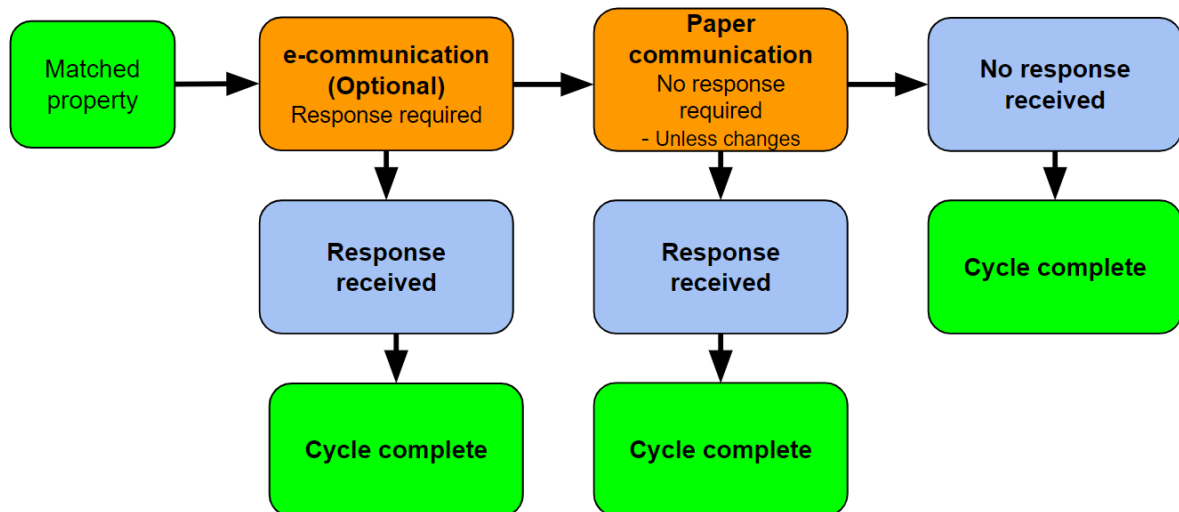 Matched
property
e-communication
(Optional)
Response required
Paper
communication
No response
required
- Unless changes
No response
received
Response
received
Response
received
Cycle complete
Cycle complete
Cycle complete